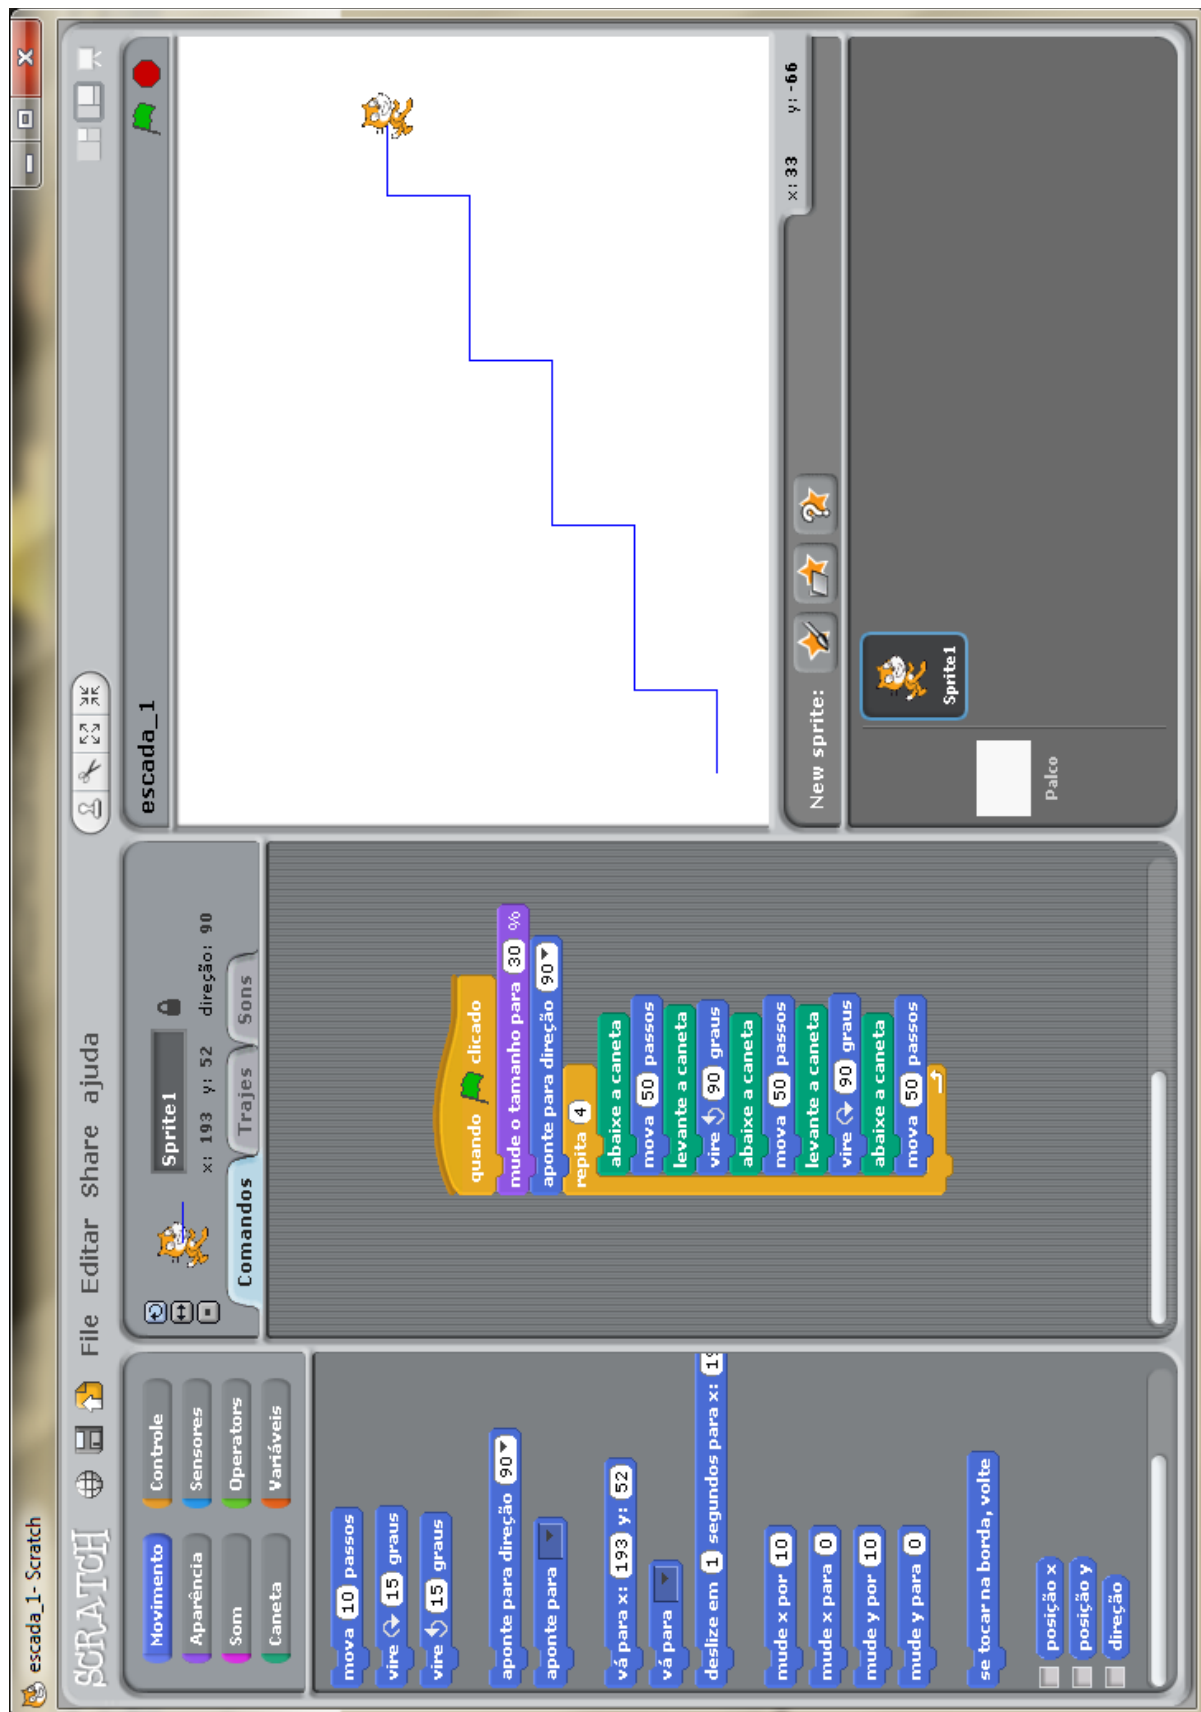 escada_1- Scratch
SCRATCH
File Editar Share ajuda
Movimento
Controle
Aparência
Sensores
Som
Operators
Caneta
Variáveis
mova 10 passos
vire 15 graus
vire 15 graus
aponte para direção 90
aponte para
vá para x: 193 y: 52
vá para
deslize em 1 segundos para x:
mude x por 10
mude x para 0
mude y por 10
mude y para 0
se tocar na borda, volte
posição x
posição y
direção
Sprite1
x: 193 y: 52 direção: 90
Comandos
Trajes
Sons
quando clicado
mude o tamanho para 30 %
aponte para direção 90
repita 4
abaixe a caneta
mova 50 passos
levante a caneta
vire 90 graus
abaixe a caneta
mova 50 passos
levante a caneta
vire 90 graus
abaixe a caneta
mova 50 passos
escada_1
x: 33 y: -66
New sprite:
Sprite1
Palco